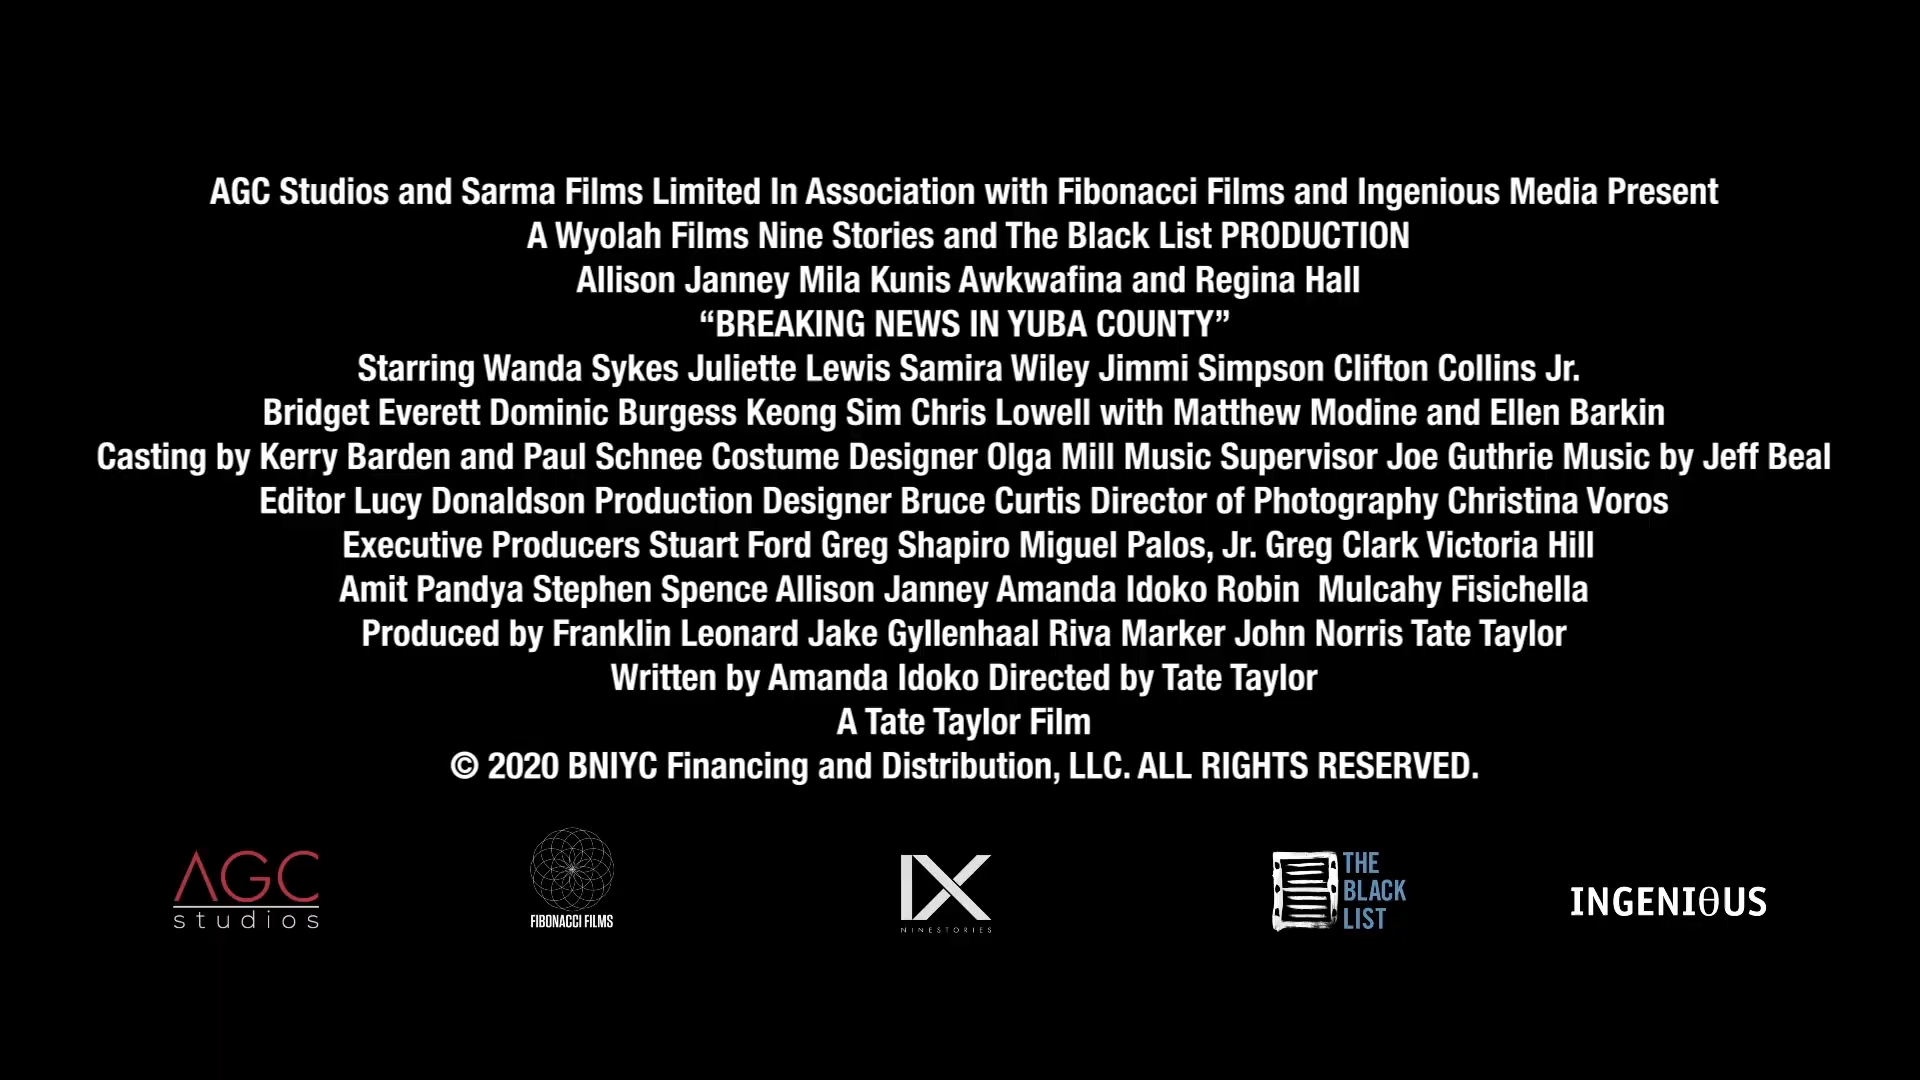 AGC Studios and Sarma Films Limited In Association with Fibonacci Films and Ingenious Media Present
A Wyolah Films Nine Stories and The Black List PRODUCTION
Allison Janney Mila Kunis Awkwafina and Regina Hall
“BREAKING NEWS IN YUBA COUNTY”
Starring Wanda Sykes Juliette Lewis Samira Wiley Jimmi Simpson Clifton Collins Jr.
Bridget Everett Dominic Burgess Keong Sim Chris Lowell with Matthew Modine and Ellen Barkin
Casting by Kerry Barden and Paul Schnee Costume Designer Olga Mill Music Supervisor Joe Guthrie Music by Jeff Beal
Editor Lucy Donaldson Production Designer Bruce Curtis Director of Photography Christina Voros
Executive Producers Stuart Ford Greg Shapiro Miguel Palos, Jr. Greg Clark Victoria Hill
Amit Pandya Stephen Spence Allison Janney Amanda Idoko Robin  Mulcahy Fisichella
Produced by Franklin Leonard Jake Gyllenhaal Riva Marker John Norris Tate Taylor
Written by Amanda Idoko Directed by Tate Taylor
A Tate Taylor Film
© 2020 BNIYC Financing and Distribution, LLC. ALL RIGHTS RESERVED.
AGC
studios
FIBONACCI FILMS
IX
NINESTORIES
THE
BLACK
LIST
INGENIθUS